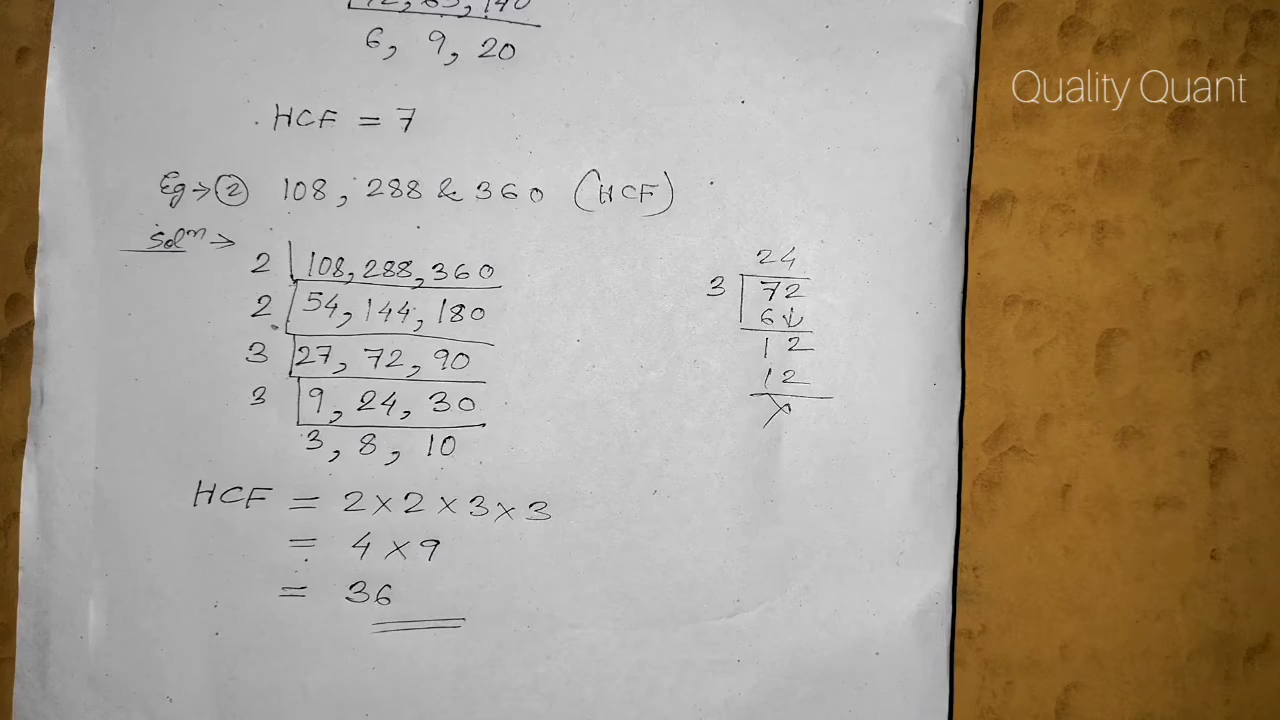 6, 9, 20
HCF = 7
Eg→② 108, 288 & 360 (HCF)
Solⁿ→
2 108, 288, 360
2 54, 144, 180
3 27, 72, 90
3 9, 24, 30
3, 8, 10
HCF = 2×2×3×3
= 4×9
= 36
24
3 72
6↓
12
12
×
Quality Quant